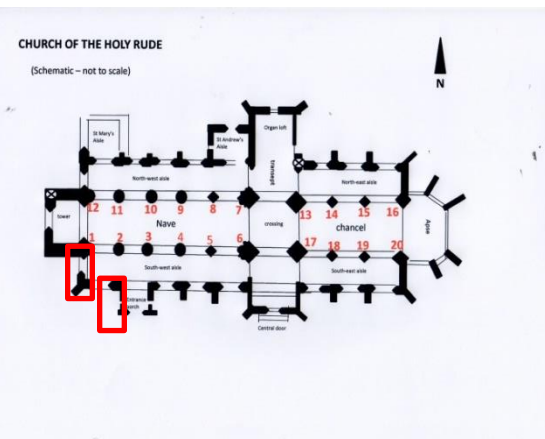 CHURCH OF THE HOLY RUDE
(Schematic – not to scale)
N
St Mary's
Aisle
St Andrew's
Aisle
Organ loft
transept
North-west aisle
North-east aisle
12 11 10 9 8 7
13 14 15 16
tower
Nave
crossing
chancel
Apse
1 2 3 4 5 6
17 18 19 20
South-west aisle
South-east aisle
Entrance
Central door